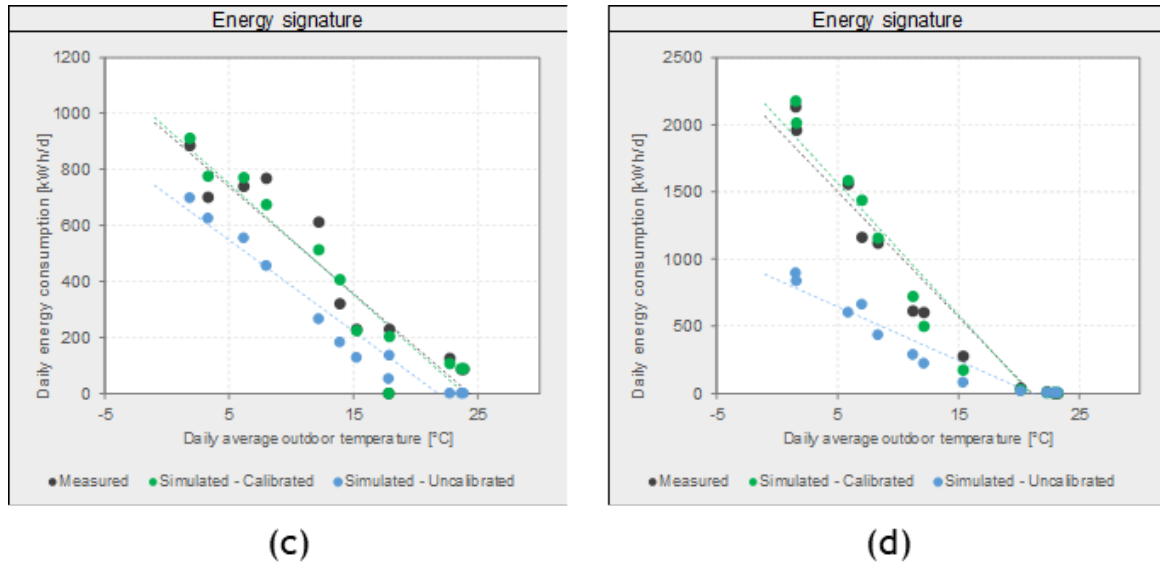 Energy signature
1200
1000
800
600
400
200
0
-5 5 15 25
Daily energy consumption [kWh/d]
Daily average outdoor temperature [°C]
Measured Simulated - Calibrated Simulated - Uncalibrated
(c)
Energy signature
2500
2000
1500
1000
500
0
-5 5 15 25
Daily energy consumption [kWh/d]
Daily average outdoor temperature [°C]
Measured Simulated - Calibrated Simulated - Uncalibrated
(d)